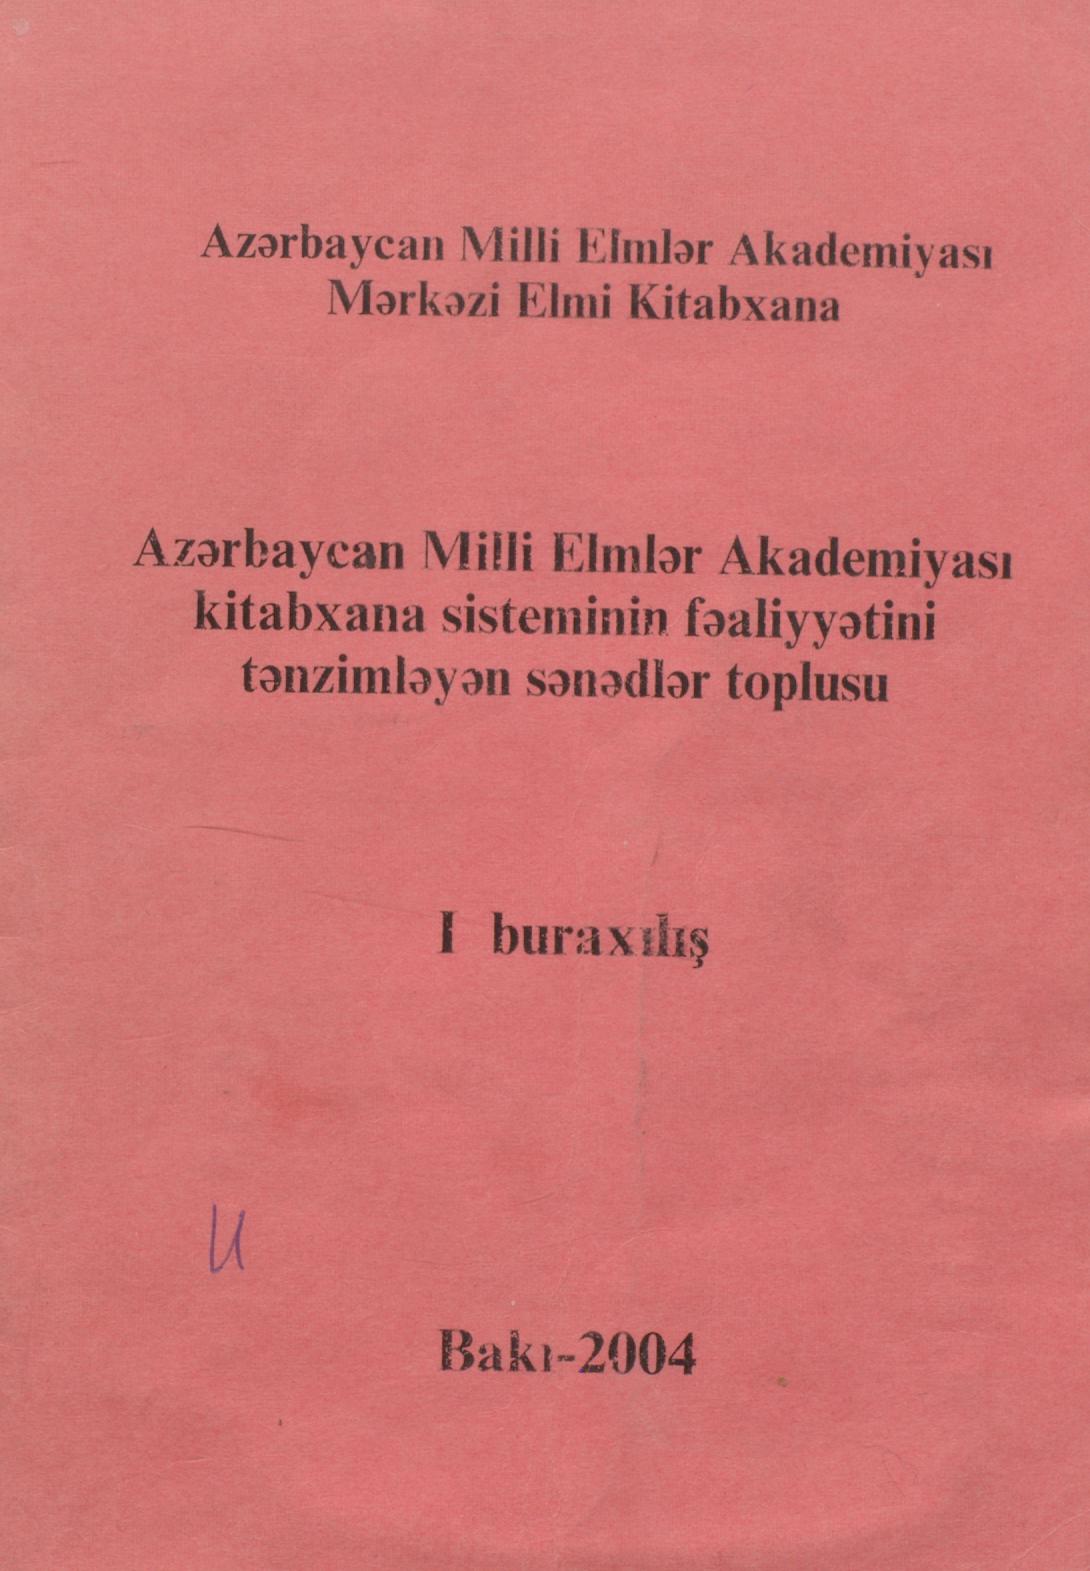 Azərbaycan Milli Elmlər Akademiyası
Mərkəzi Elmi Kitabxana
Azərbaycan Milli Elmlər Akademiyası
kitabxana sisteminin fəaliyyətini
tənzimləyən sənədlər toplusu
I buraxılış
Bakı-2004